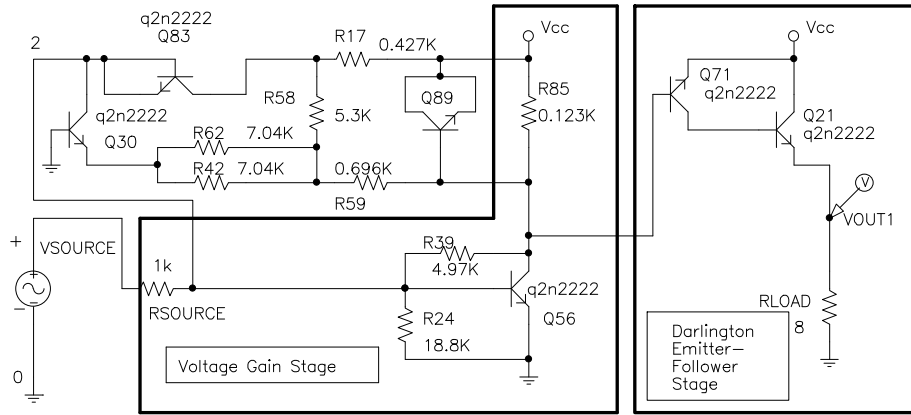 q2n2222
Q83
2
R17
0.427K
Vcc
Vcc
q2n2222
Q30
R58
5.3K
Q89
R85
0.123K
Q71
q2n2222
Q21
q2n2222
R62
7.04K
R42
7.04K
0.696K
R59
V
VOUT1
+
VSOURCE
+
−
−
0
1k
RSOURCE
R39
4.97K
q2n2222
Q56
R24
18.8K
RLOAD
8
Voltage Gain Stage
Darlington
Emitter−
Follower
Stage